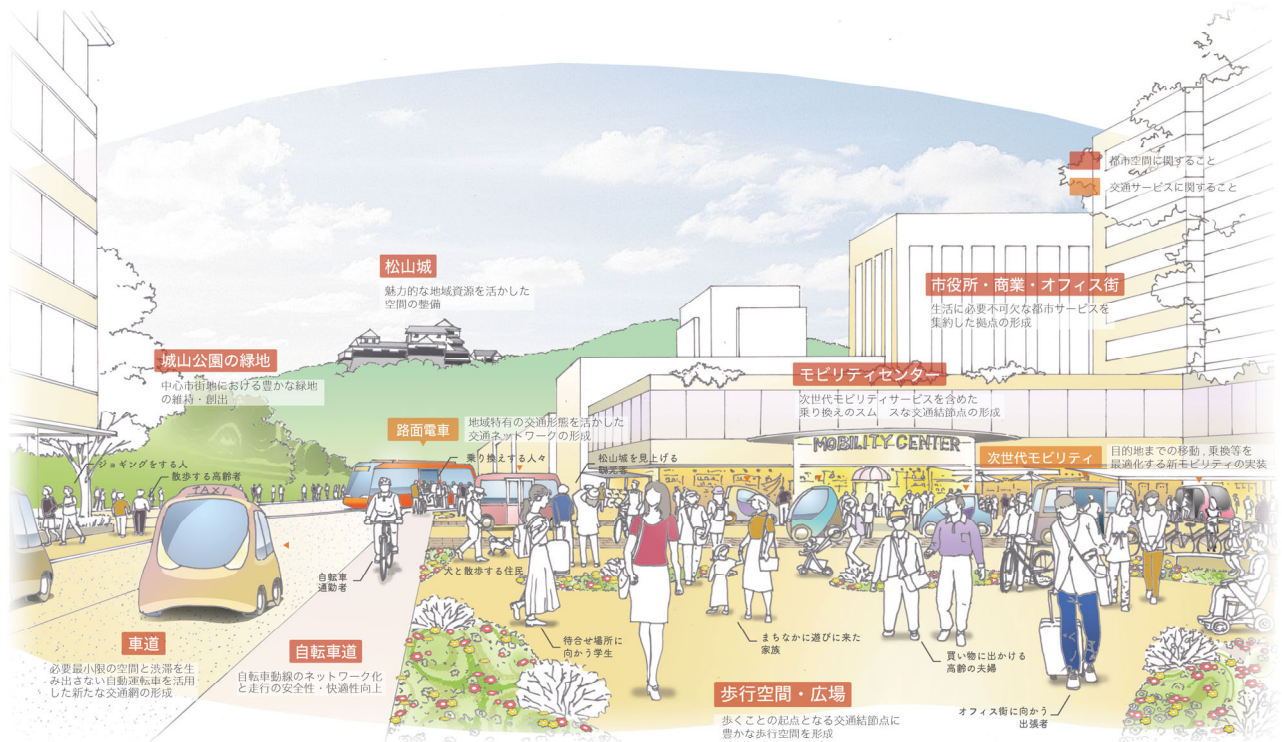 都市空間に関すること
交通サービスに関すること
松山城
魅力的な地域資源を活かした
空間の整備
市役所・商業・オフィス街
生活に必要不可欠な都市サービスを
集約した拠点の形成
城山公園の緑地
中心市街地における豊かな緑地
の維持・創出
モビリティセンター
次世代モビリティサービスを含めた
乗り換えのスム スな交通結節点の形成
路面電車
地域特有の交通形態を活かした
交通ネットワークの形成
MOBILITY CENTER
次世代モビリティ
目的地までの移動、乗換等を
最適化する新モビリティの実装
乗り換えする人々
松山城を見上げる
観光客
ジョギングをする人
散歩する高齢者
TAXI
自転車
通勤者
犬と散歩する住民
待合せ場所に
向かう学生
まちなかに遊びに来た
家族
買い物に出かける
高齢の夫婦
オフィス街に向かう
出張者
車道
必要最小限の空間と渋滞を生
み出さない自動運転車を活用
した新たな交通網の形成
自転車道
自転車動線のネットワーク化
と走行の安全性・快適性向上
歩行空間・広場
歩くことの起点となる交通結節点に
豊かな歩行空間を形成